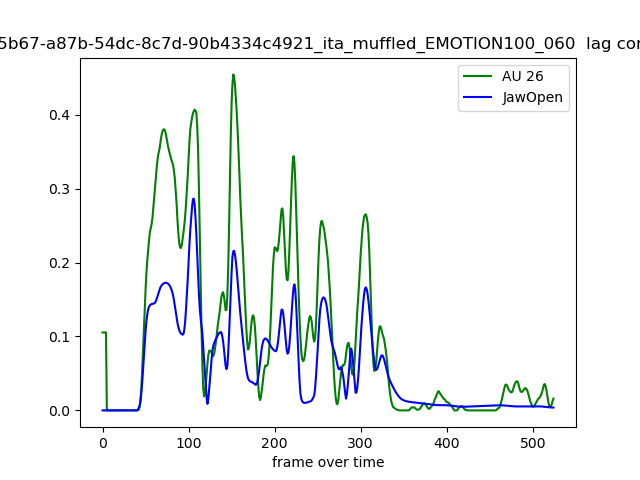 5b67-a87b-54dc-8c7d-90b4334c4921_ita_muffled_EMOTION100_060 lag
AU 26
JawOpen
0.4
0.3
0.2
0.1
0.0
0 100 200 300 400 500
frame over time